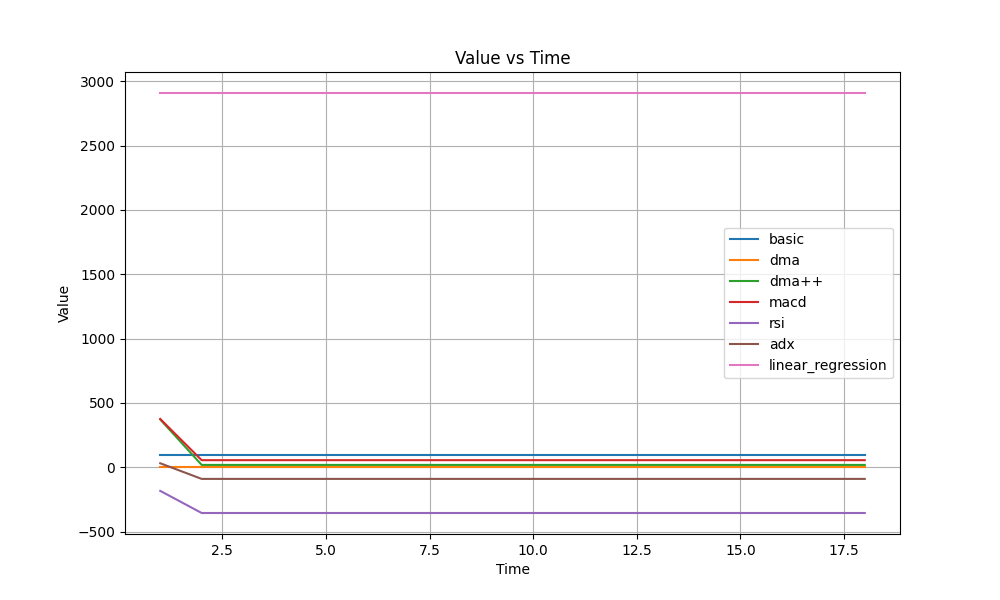 Value vs Time
3000
2500
2000
1500
1000
500
0
−500
Value
basic
dma
dma++
macd
rsi
adx
linear_regression
2.5 5.0 7.5 10.0 12.5 15.0 17.5
Time